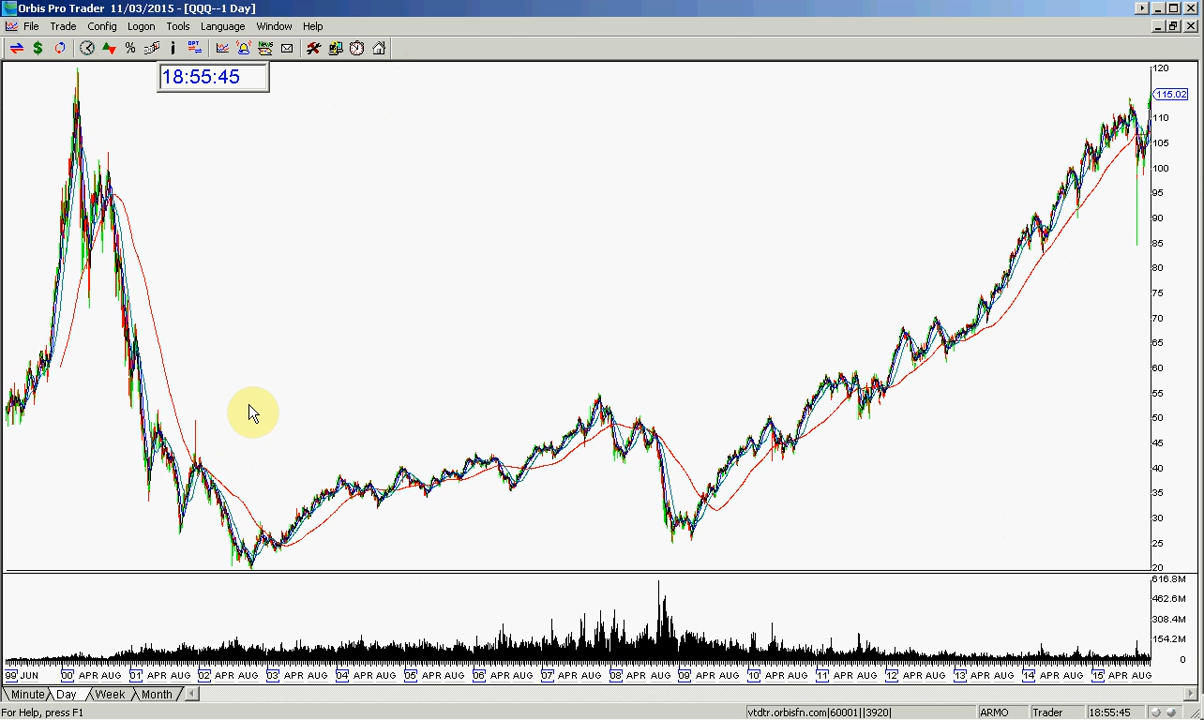 Orbis Pro Trader 11/03/2015 - [QQQ--1 Day]
File Trade Config Logon Tools Language Window Help
18:55:45
120
115.02
110
105
100
95
90
85
80
75
70
65
60
55
50
45
40
35
30
25
20
616.8M
462.6M
308.4M
154.2M
0
99 JUN 00 APR AUG 01 APR AUG 02 APR AUG 03 APR AUG 04 APR AUG 05 APR AUG 06 APR AUG 07 APR AUG 08 APR AUG 09 APR AUG 10 APR AUG 11 APR AUG 12 APR AUG 13 APR AUG 14 APR AUG 15 APR AUG
Minute Day Week Month
For Help, press F1 vtdtr.orbisfn.com|60001||3920| ARMO Trader 18:55:45